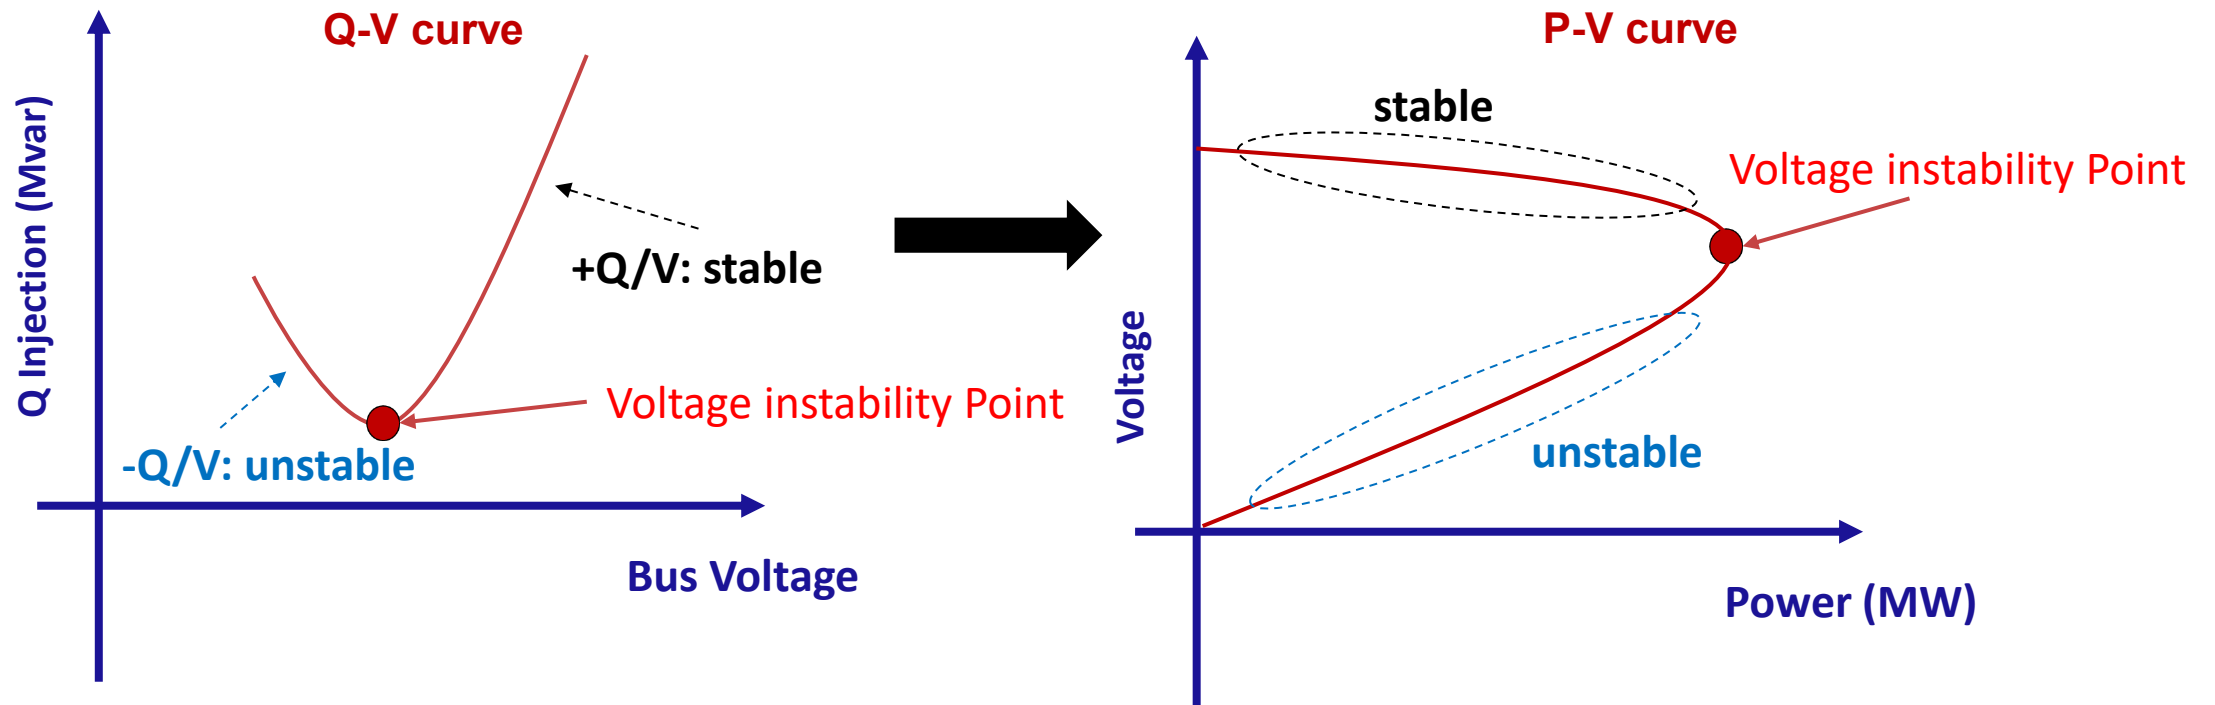 Q-V curve
Q Injection (Mvar)
+Q/V: stable
Voltage instability Point
-Q/V: unstable
Bus Voltage
P-V curve
stable
Voltage instability Point
Voltage
unstable
Power (MW)